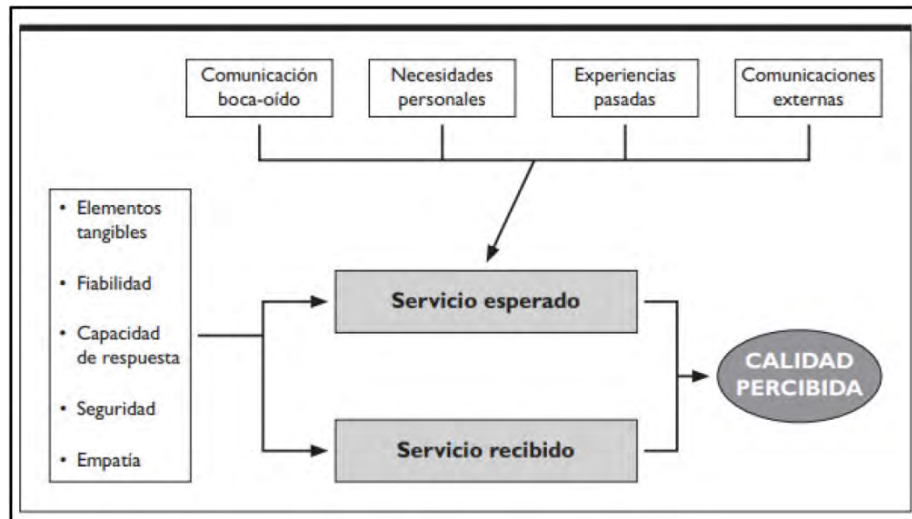 Comunicación
boca-oído
Necesidades
personales
Experiencias
pasadas
Comunicaciones
externas
• Elementos
tangibles
• Fiabilidad
• Capacidad
de respuesta
• Seguridad
• Empatía
Servicio esperado
Servicio recibido
CALIDAD
PERCIBIDA